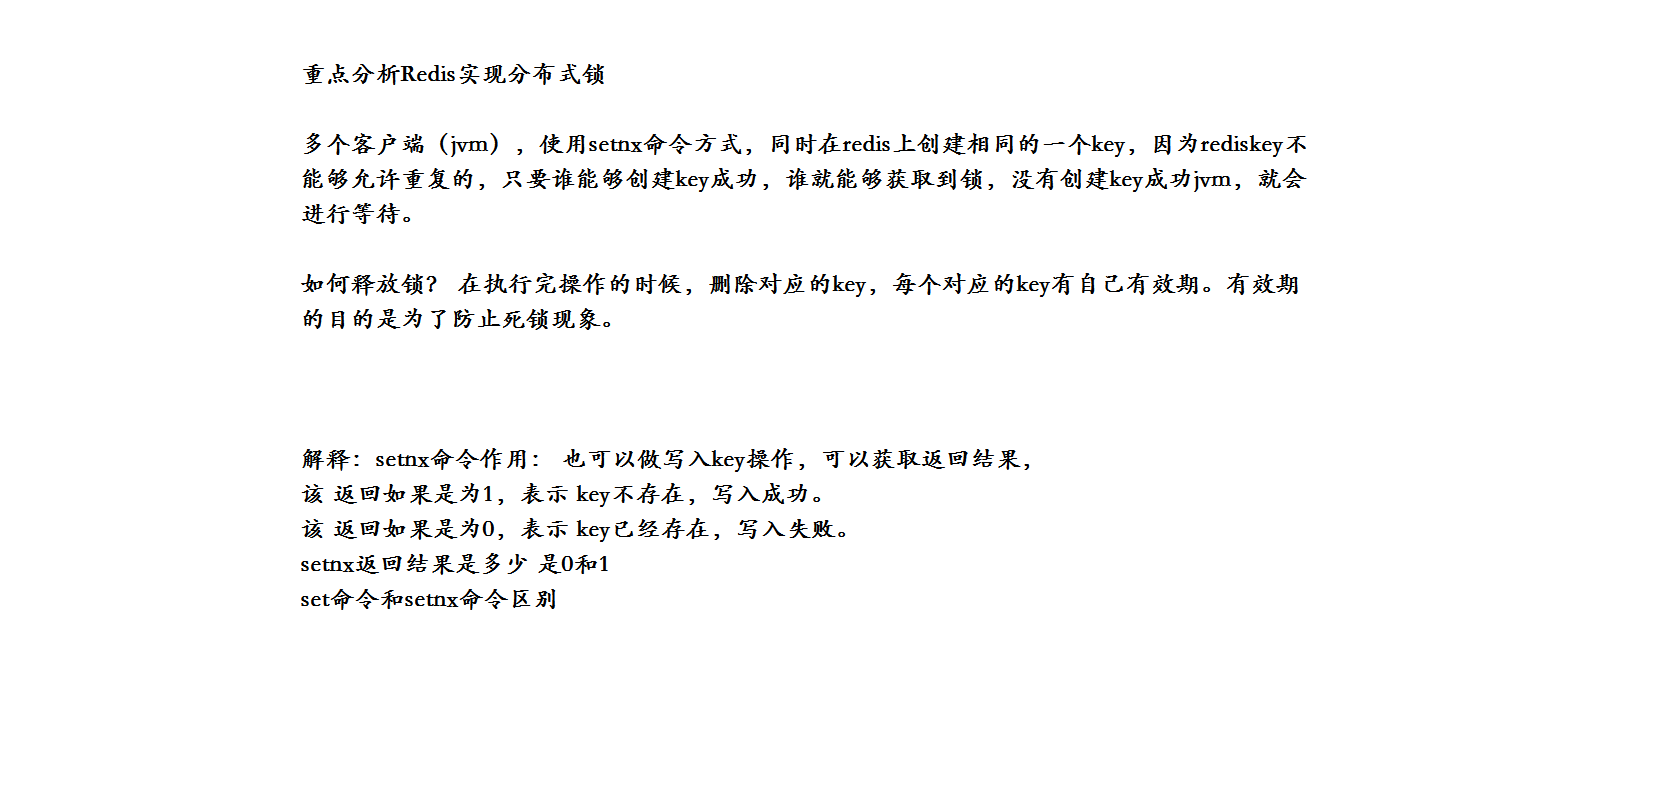 重点分析Redis实现分布式锁
多个客户端（jvm），使用setnx命令方式，同时在redis上创建相同的一个key，因为rediskey不
能够允许重复的，只要谁能够创建key成功，谁就能够获取到锁，没有创建key成功jvm，就会
进行等待。
如何释放锁？ 在执行完操作的时候，删除对应的key，每个对应的key有自己有效期。有效期
的目的是为了防止死锁现象。
解释：setnx命令作用： 也可以做写入key操作，可以获取返回结果，
该 返回如果是为1，表示 key不存在，写入成功。
该 返回如果是为0，表示 key已经存在，写入失败。
setnx返回结果是多少 是0和1
set命令和setnx命令区别